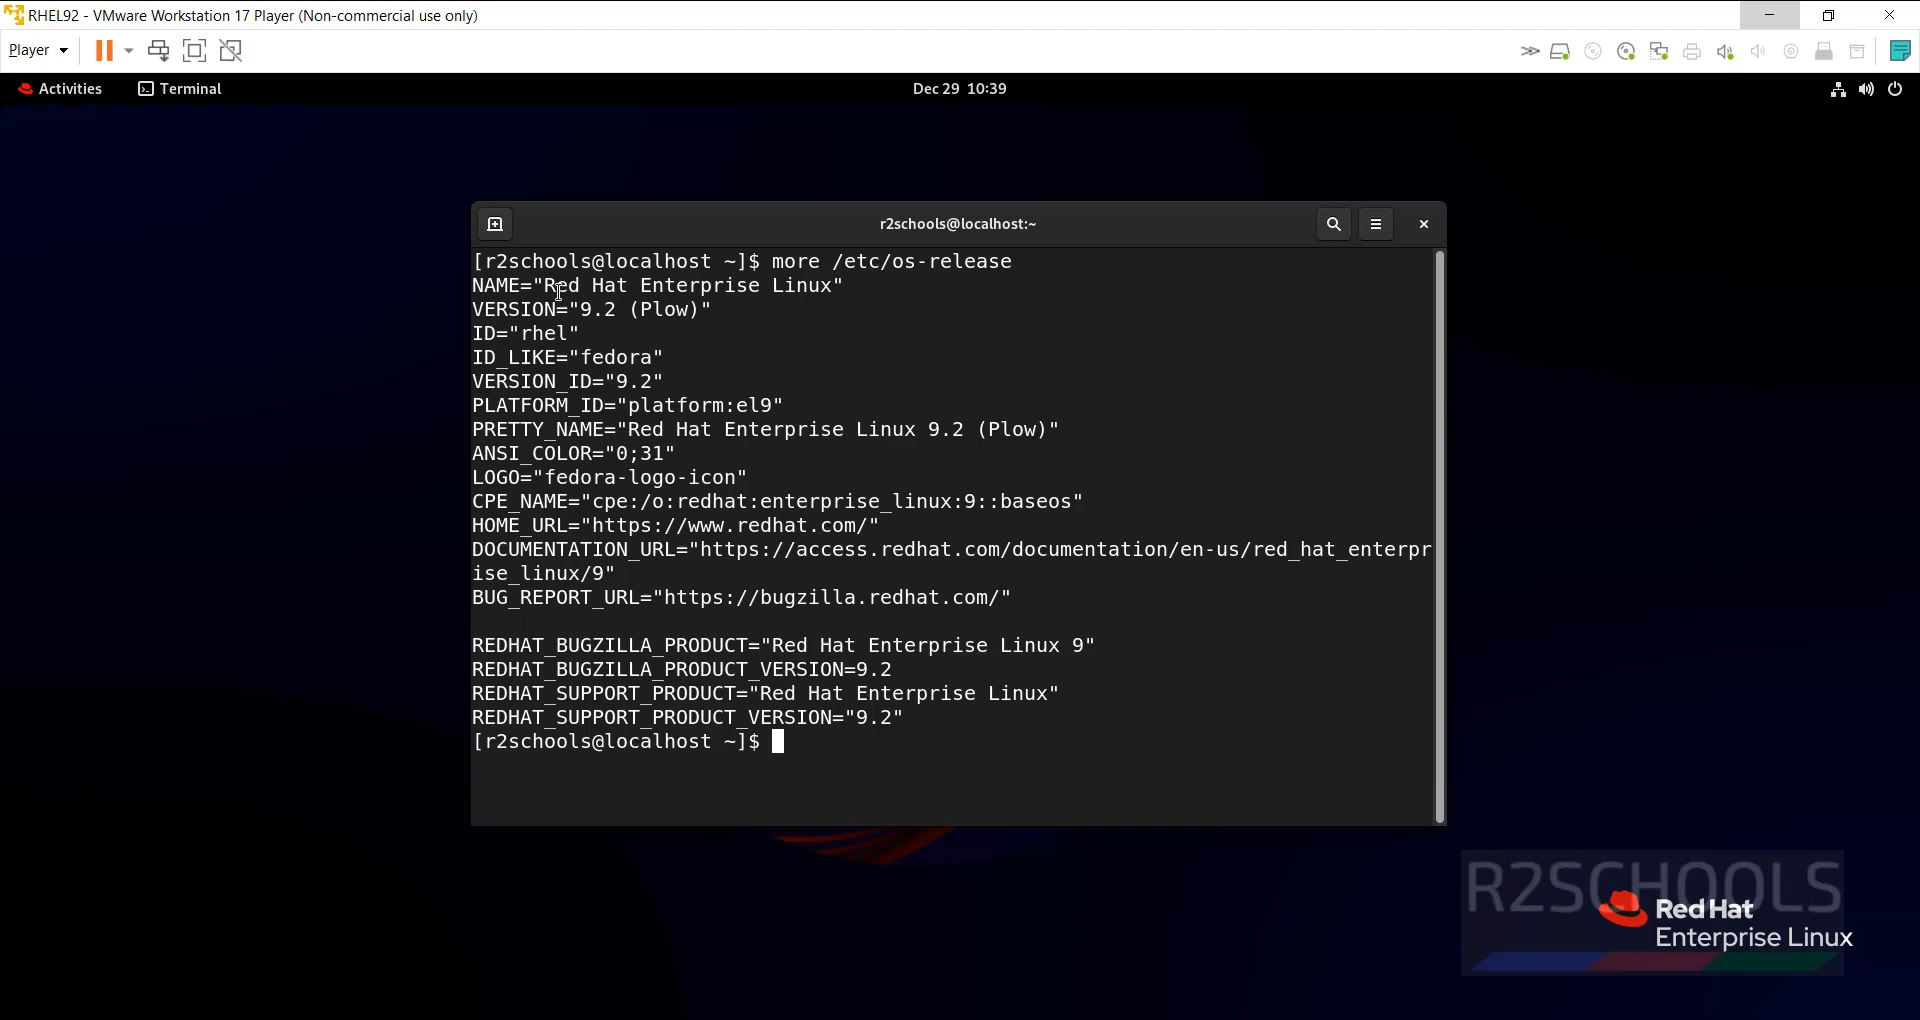 RHEL92 - VMware Workstation 17 Player (Non-commercial use only)
Player
Activities
Terminal
Dec 29 10:39
r2schools@localhost:~
[r2schools@localhost ~]$ more /etc/os-release
NAME="Red Hat Enterprise Linux"
VERSION="9.2 (Plow)"
ID="rhel"
ID_LIKE="fedora"
VERSION_ID="9.2"
PLATFORM_ID="platform:el9"
PRETTY_NAME="Red Hat Enterprise Linux 9.2 (Plow)"
ANSI_COLOR="0;31"
LOGO="fedora-logo-icon"
CPE_NAME="cpe:/o:redhat:enterprise_linux:9::baseos"
HOME_URL="https://www.redhat.com/"
DOCUMENTATION_URL="https://access.redhat.com/documentation/en-us/red_hat_enterpr
ise_linux/9"
BUG_REPORT_URL="https://bugzilla.redhat.com/"
REDHAT_BUGZILLA_PRODUCT="Red Hat Enterprise Linux 9"
REDHAT_BUGZILLA_PRODUCT_VERSION=9.2
REDHAT_SUPPORT_PRODUCT="Red Hat Enterprise Linux"
REDHAT_SUPPORT_PRODUCT_VERSION="9.2"
[r2schools@localhost ~]$
R2SCHOOLS
Red Hat
Enterprise Linux